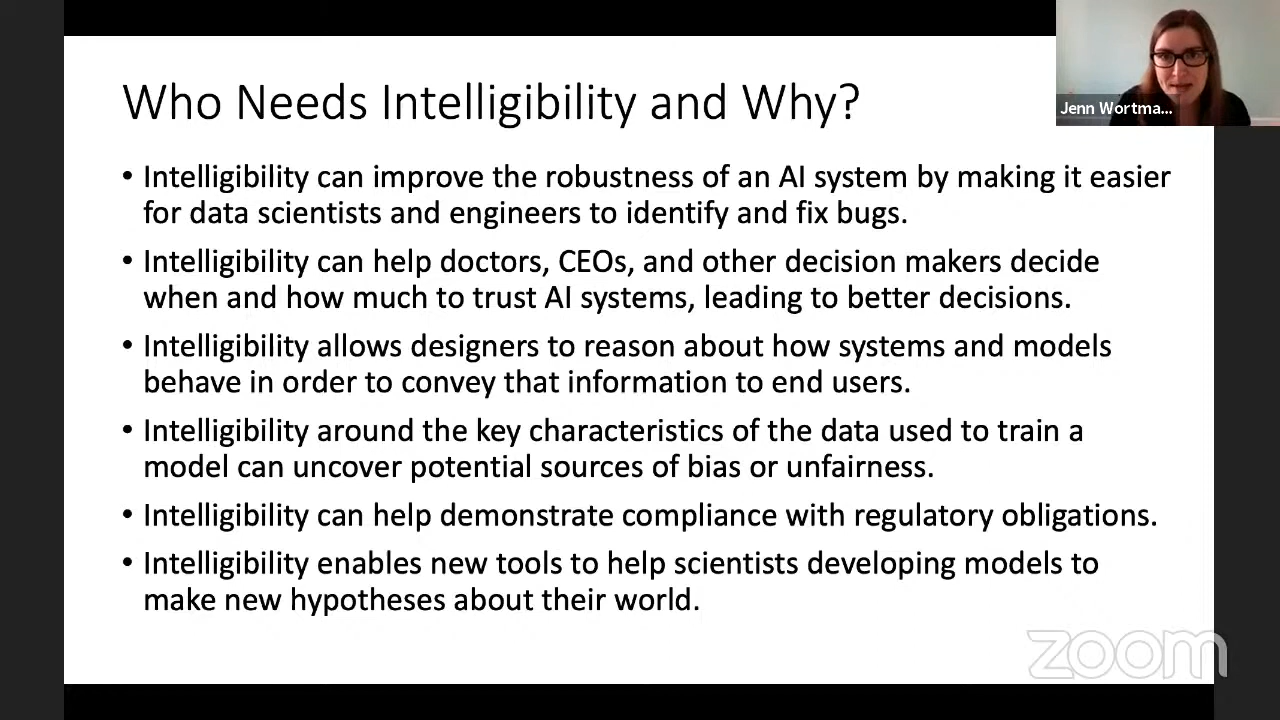 Who Needs Intelligibility and Why?
Jenn Wortma...
• Intelligibility can improve the robustness of an AI system by making it easier
for data scientists and engineers to identify and fix bugs.
• Intelligibility can help doctors, CEOs, and other decision makers decide
when and how much to trust AI systems, leading to better decisions.
• Intelligibility allows designers to reason about how systems and models
behave in order to convey that information to end users.
• Intelligibility around the key characteristics of the data used to train a
model can uncover potential sources of bias or unfairness.
• Intelligibility can help demonstrate compliance with regulatory obligations.
• Intelligibility enables new tools to help scientists developing models to
make new hypotheses about their world.
zoom